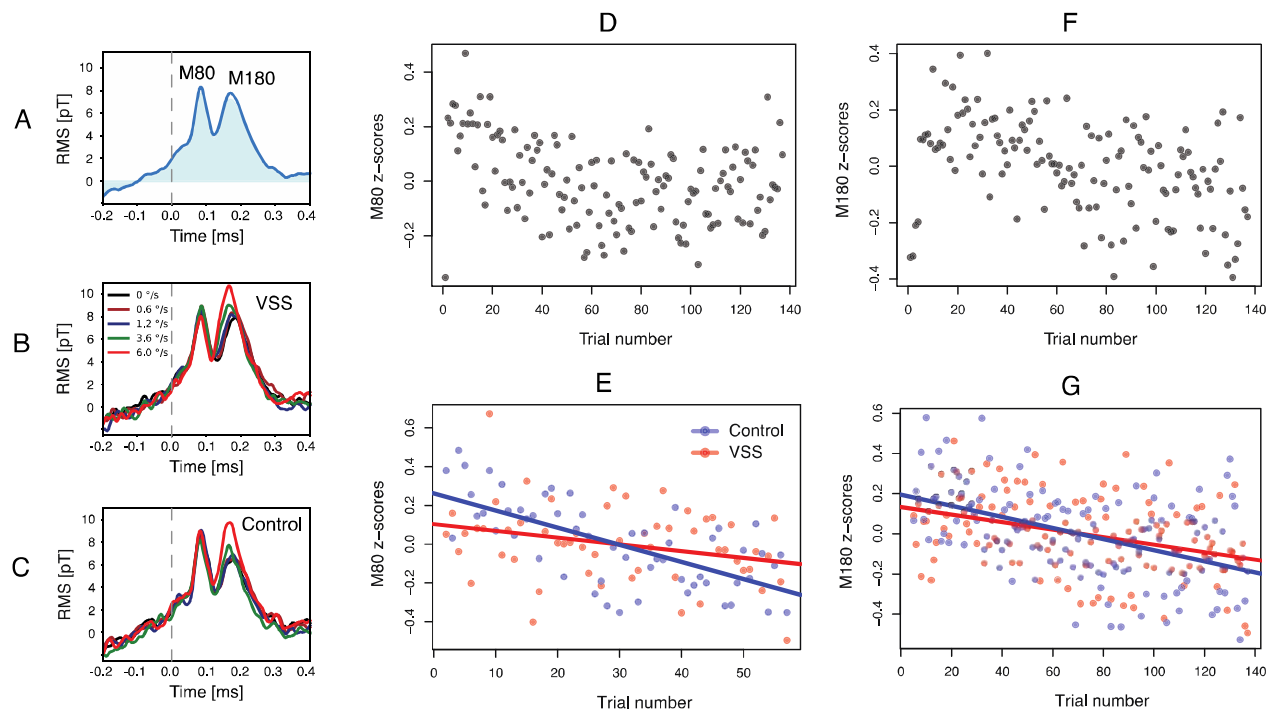 A
RMS [pT]
10
8
6
4
2
0
M80
M180
-0.2 -0.1 0.0 0.1 0.2 0.3 0.4
Time [ms]
B
RMS [pT]
10
8
6
4
2
0
0 °/s
0.6 °/s
1.2 °/s
3.6 °/s
6.0 °/s
VSS
-0.2 -0.1 0.0 0.1 0.2 0.3 0.4
Time [ms]
C
RMS [pT]
10
8
6
4
2
0
Control
-0.2 -0.1 0.0 0.1 0.2 0.3 0.4
Time [ms]
D
M80 z-scores
0.4
0.2
0.0
-0.2
0 20 40 60 80 100 120 140
Trial number
E
M80 z-scores
0.8
0.6
0.4
0.2
0.0
-0.2
-0.4
Control
VSS
0 10 20 30 40 50
Trial number
F
M180 z-scores
0.4
0.2
0.0
-0.2
-0.4
0 20 40 60 80 100 120 140
Trial number
G
M180 z-scores
0.6
0.4
0.2
0.0
-0.2
-0.4
0 20 40 60 80 100 120 140
Trial number